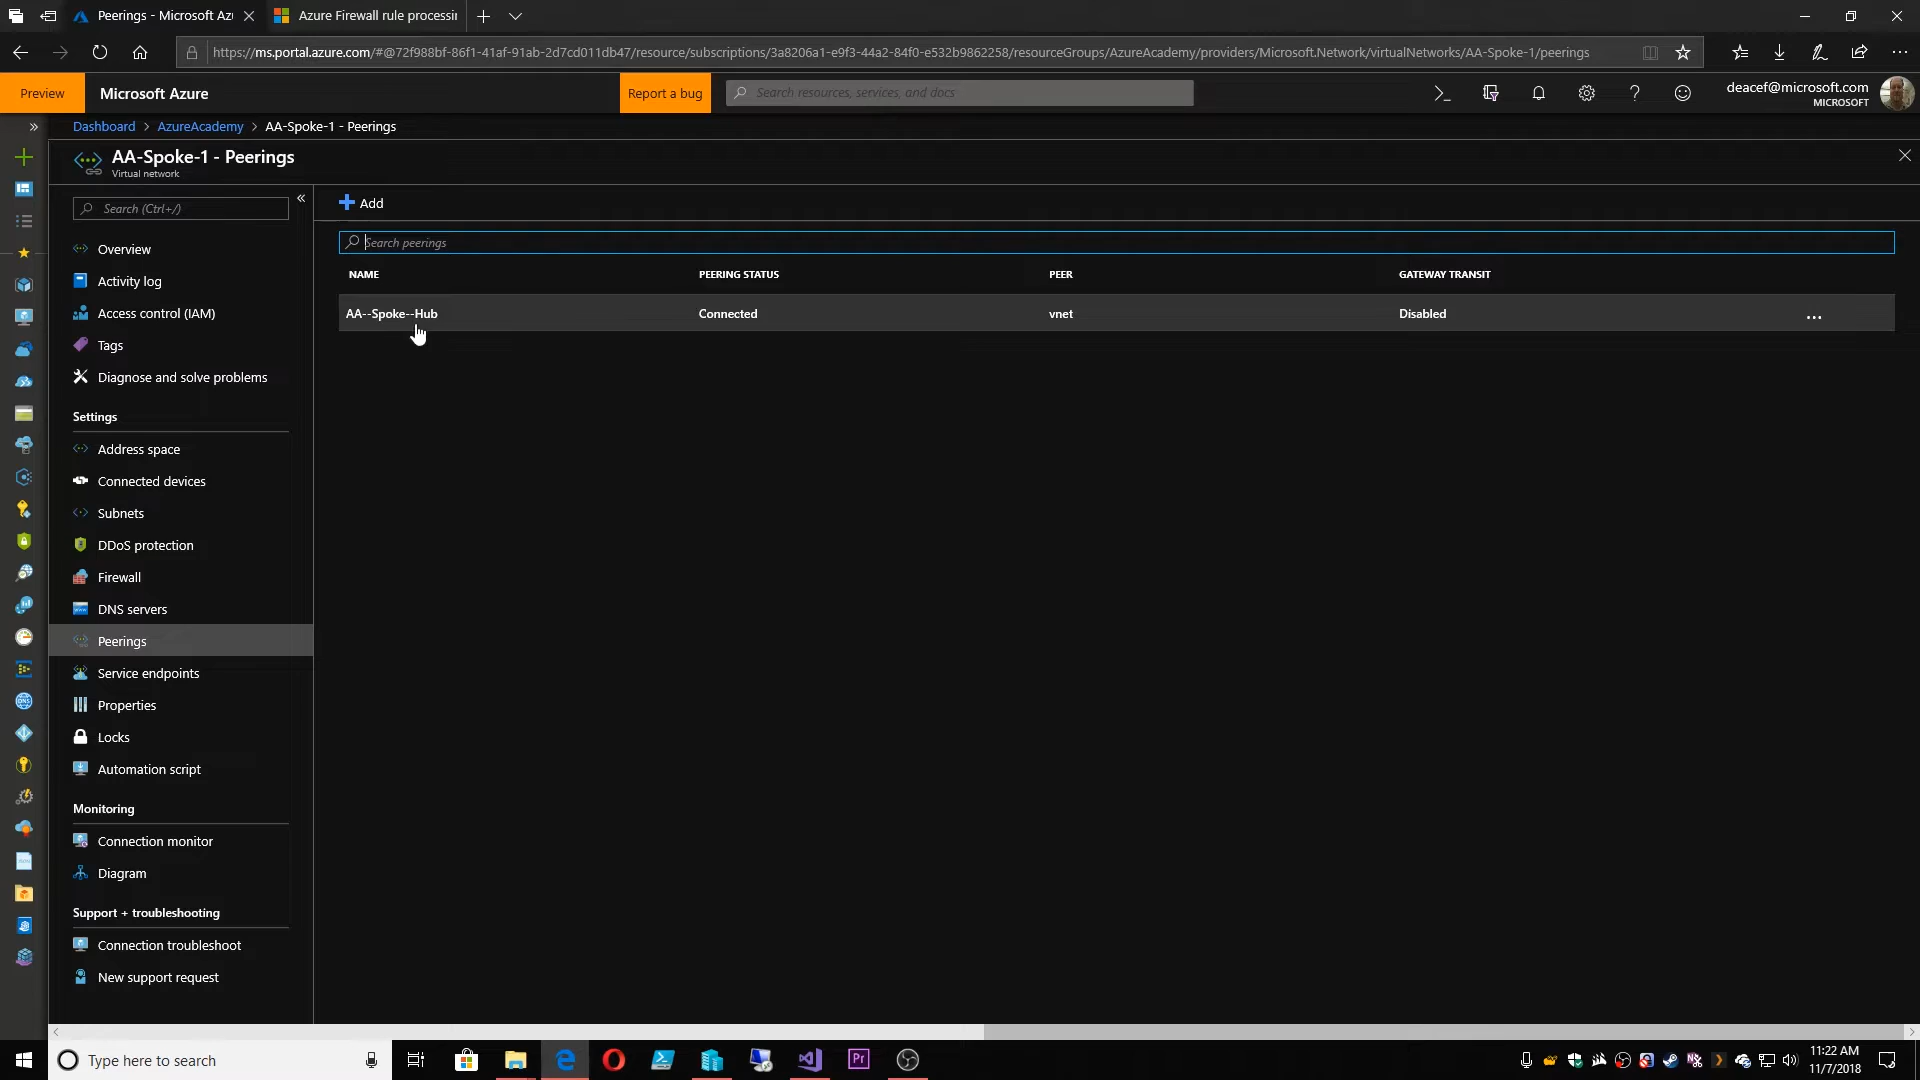 Peerings - Microsoft Azu
Azure Firewall rule processin
https://ms.portal.azure.com/#@72f988bf-86f1-41af-91ab-2d7cd011db47/resource/subscriptions/3a8206a1-e9f3-44a2-84f0-e532b9862258/resourceGroups/AzureAcademy/providers/Microsoft.Network/virtualNetworks/AA-Spoke-1/peerings
Preview
Microsoft Azure
Report a bug
Search resources, services, and docs
deacef@microsoft.com
MICROSOFT
Dashboard > AzureAcademy > AA-Spoke-1 - Peerings
AA-Spoke-1 - Peerings
Virtual network
Search (Ctrl+/)
Overview
Activity log
Access control (IAM)
Tags
Diagnose and solve problems
Settings
Address space
Connected devices
Subnets
DDoS protection
Firewall
DNS servers
Peerings
Service endpoints
Properties
Locks
Automation script
Monitoring
Connection monitor
Diagram
Support + troubleshooting
Connection troubleshoot
New support request
Add
Search peerings
NAME PEERING STATUS PEER GATEWAY TRANSIT
AA--Spoke--Hub Connected vnet Disabled ...
Type here to search
Pr
11:22 AM
11/7/2018